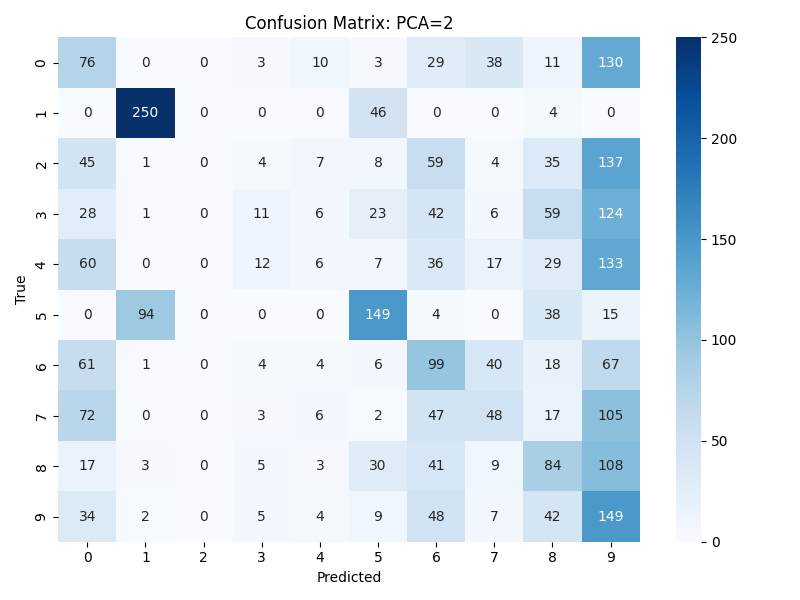 Confusion Matrix: PCA=2
0 76 0 0 3 10 3 29 38 11 130
1 0 250 0 0 0 46 0 0 4 0
2 45 1 0 4 7 8 59 4 35 137
3 28 1 0 11 6 23 42 6 59 124
4 60 0 0 12 6 7 36 17 29 133
5 0 94 0 0 0 149 4 0 38 15
6 61 1 0 4 4 6 99 40 18 67
7 72 0 0 3 6 2 47 48 17 105
8 17 3 0 5 3 30 41 9 84 108
9 34 2 0 5 4 9 48 7 42 149
0 1 2 3 4 5 6 7 8 9
Predicted
True
250
200
150
100
50
0